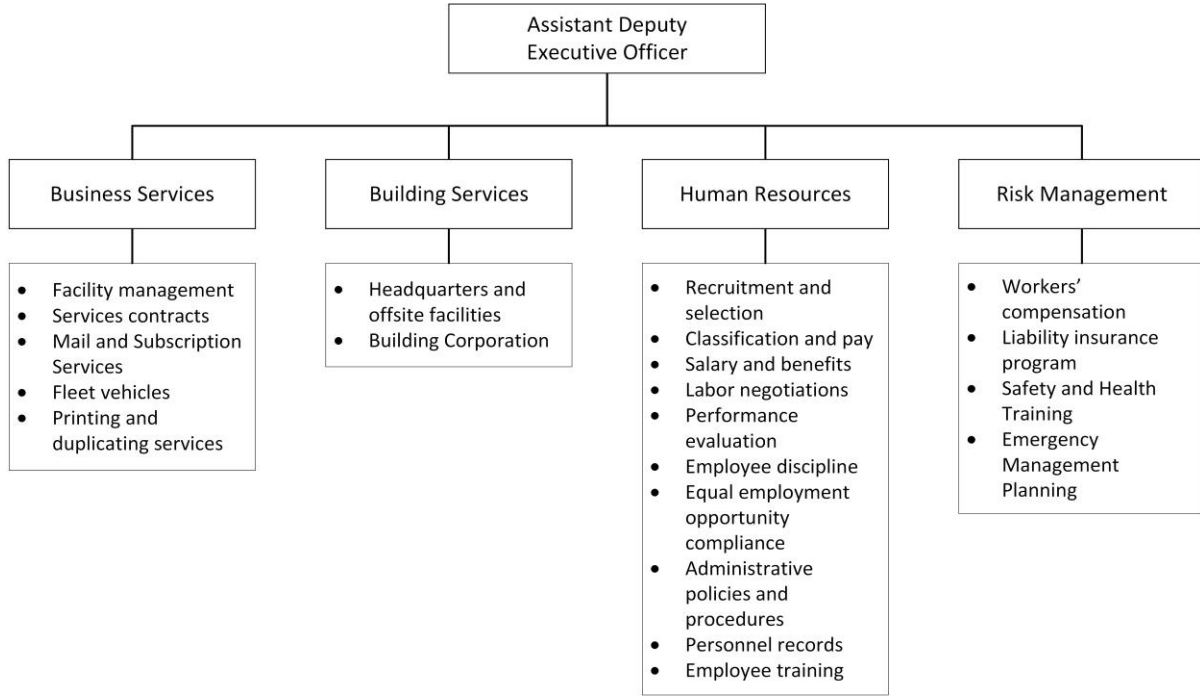 Assistant Deputy
Executive Officer
Business Services
Building Services
Human Resources
Risk Management
• Facility management
• Services contracts
• Mail and Subscription
Services
• Fleet vehicles
• Printing and
duplicating services
• Headquarters and
offsite facilities
• Building Corporation
• Recruitment and
selection
• Classification and pay
• Salary and benefits
• Labor negotiations
• Performance
evaluation
• Employee discipline
• Equal employment
opportunity
compliance
• Administrative
policies and
procedures
• Personnel records
• Employee training
• Workers’
compensation
• Liability insurance
program
• Safety and Health
Training
• Emergency
Management
Planning